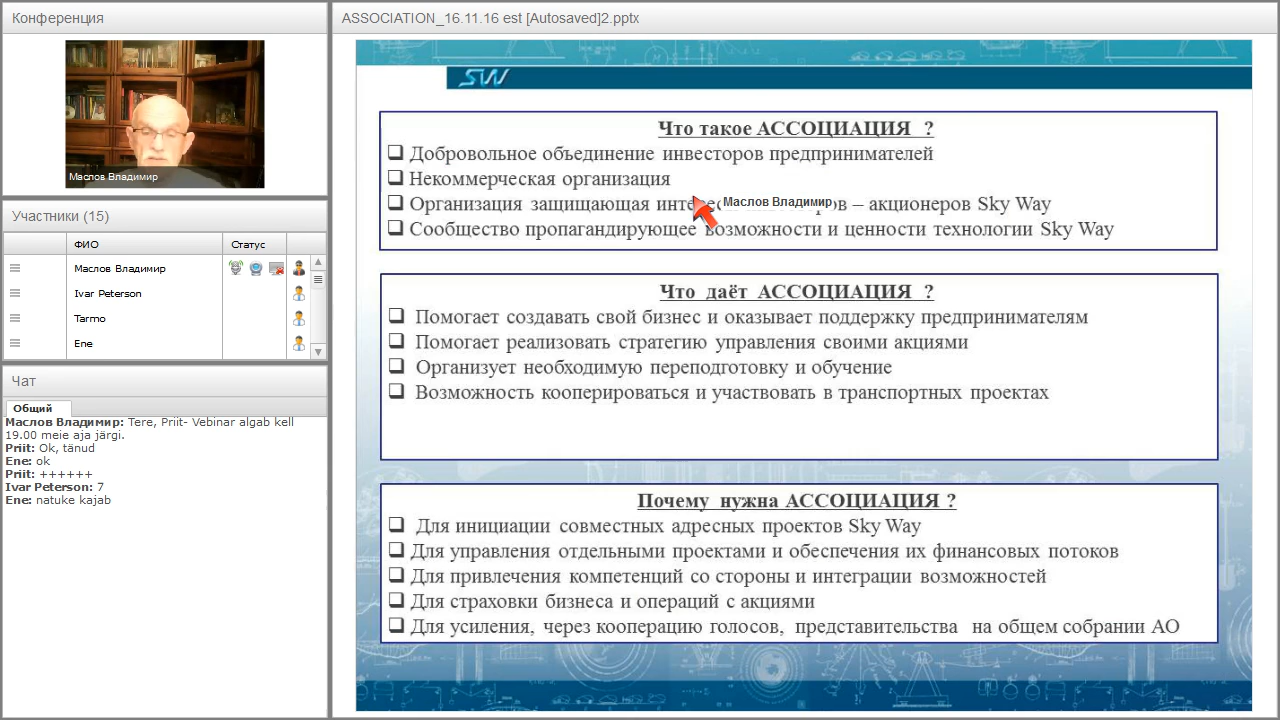 Конференция
Маслов Владимир
Участники (15)
ФИО
Статус
Маслов Владимир
Ivar Peterson
Tarmo
Ene
Чат
Общий
Маслов Владимир: Tere, Priit- Vebinar algab kell
19.00 meie aja järgi.
Priit: Ok, tänud
Ene: ok
Priit: ++++++
Ivar Peterson: 7
Ene: natuke kajab
ASSOCIATION_16.11.16 est [Autosaved]2.pptx
SW
Что такое АССОЦИАЦИЯ ?
Добровольное объединение инвесторов предпринимателей
Некоммерческая организация
Организация защищающая – акционеров Sky Way
Маслов Владимир
Сообщество пропагандирующее возможности и ценности технологии Sky Way
Что даёт АССОЦИАЦИЯ ?
Помогает создавать свой бизнес и оказывает поддержку предпринимателям
Помогает реализовать стратегию управления своими акциями
Организует необходимую переподготовку и обучение
Возможность кооперироваться и участвовать в транспортных проектах
Почему нужна АССОЦИАЦИЯ ?
Для инициации совместных адресных проектов Sky Way
Для управления отдельными проектами и обеспечения их финансовых потоков
Для привлечения компетенций со стороны и интеграции возможностей
Для страховки бизнеса и операций с акциями
Для усиления, через кооперацию голосов, представительства на общем собрании АО